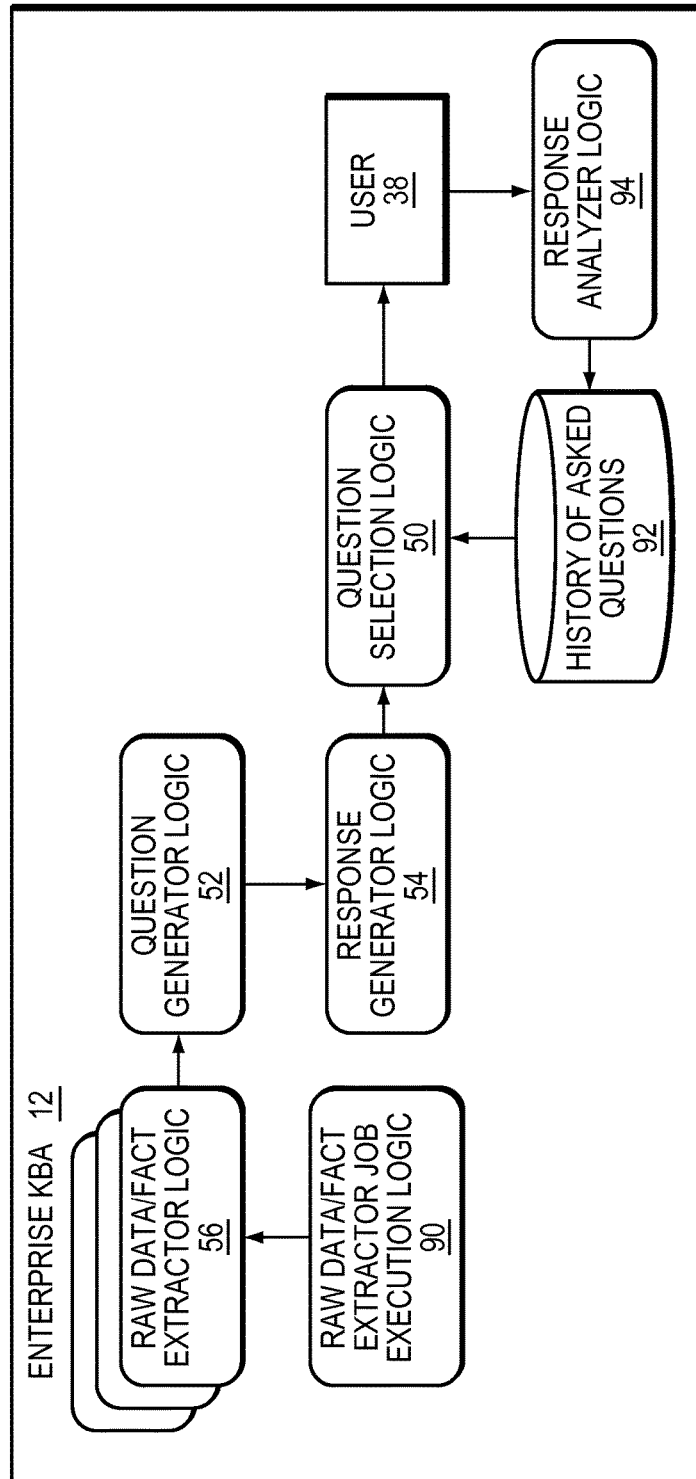 ENTERPRISE KBA 12
RAW DATA/FACT
EXTRACTOR LOGIC
56
RAW DATA/FACT
EXTRACTOR JOB
EXECUTION LOGIC
90
QUESTION
GENERATOR LOGIC
52
RESPONSE
GENERATOR LOGIC
54
QUESTION
SELECTION LOGIC
50
HISTORY OF ASKED
QUESTIONS
92
USER
38
RESPONSE
ANALYZER LOGIC
94